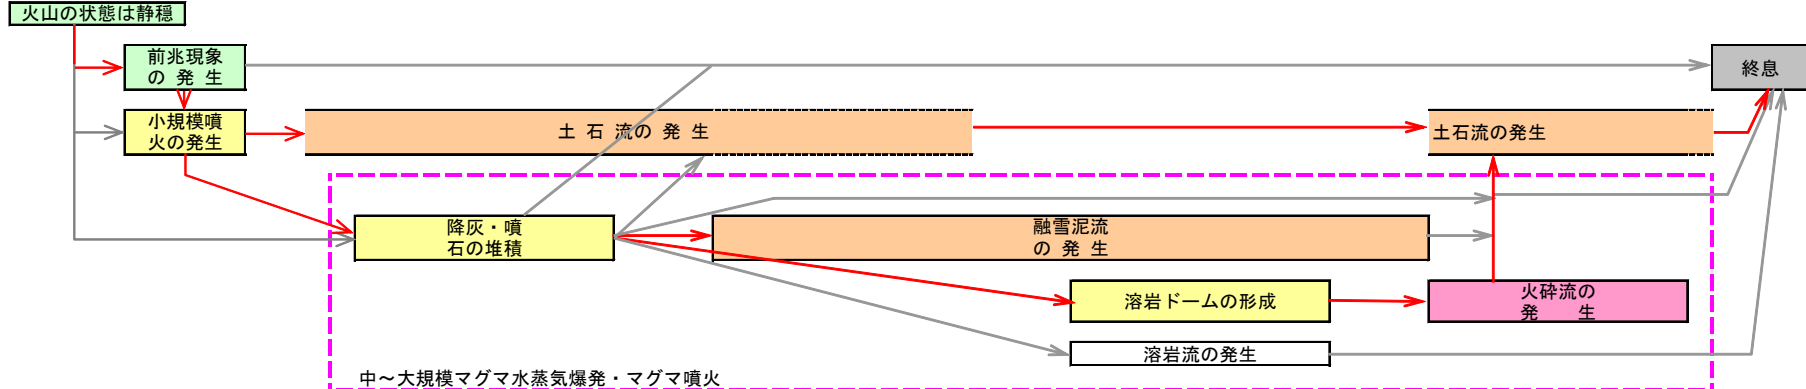 火山の状態は静穏
前兆現象
の 発 生
終息
小規模噴
火の発生
土 石 流の 発 生
土石流の発生
降灰・噴
石の堆積
融雪泥流
の 発 生
溶岩ドームの形成
火砕流の
発　　生
溶岩流の発生
中～大規模マグマ水蒸気爆発・マグマ噴火